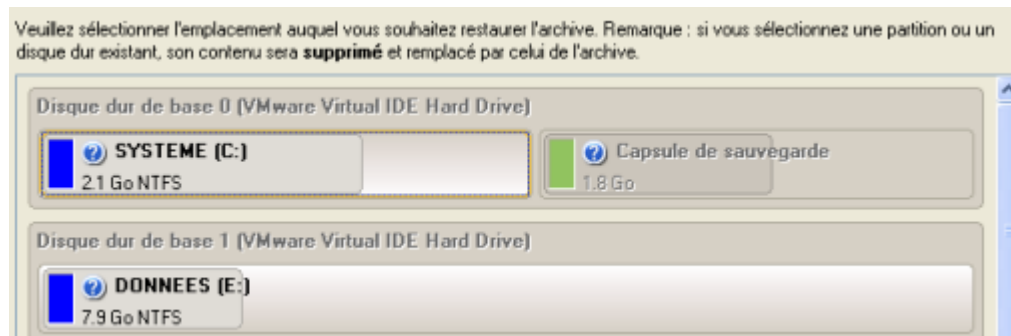 Veuillez sélectionner l'emplacement auquel vous souhaitez restaurer l'archive. Remarque : si vous sélectionnez une partition ou un
disque dur existant, son contenu sera supprimé et remplacé par celui de l'archive.
Disque dur de base 0 (VMware Virtual IDE Hard Drive)
SYSTEME (C:)
2.1 Go NTFS
Capsule de sauvegarde
1.8 Go
Disque dur de base 1 (VMware Virtual IDE Hard Drive)
DONNEES (E:)
7.9 Go NTFS